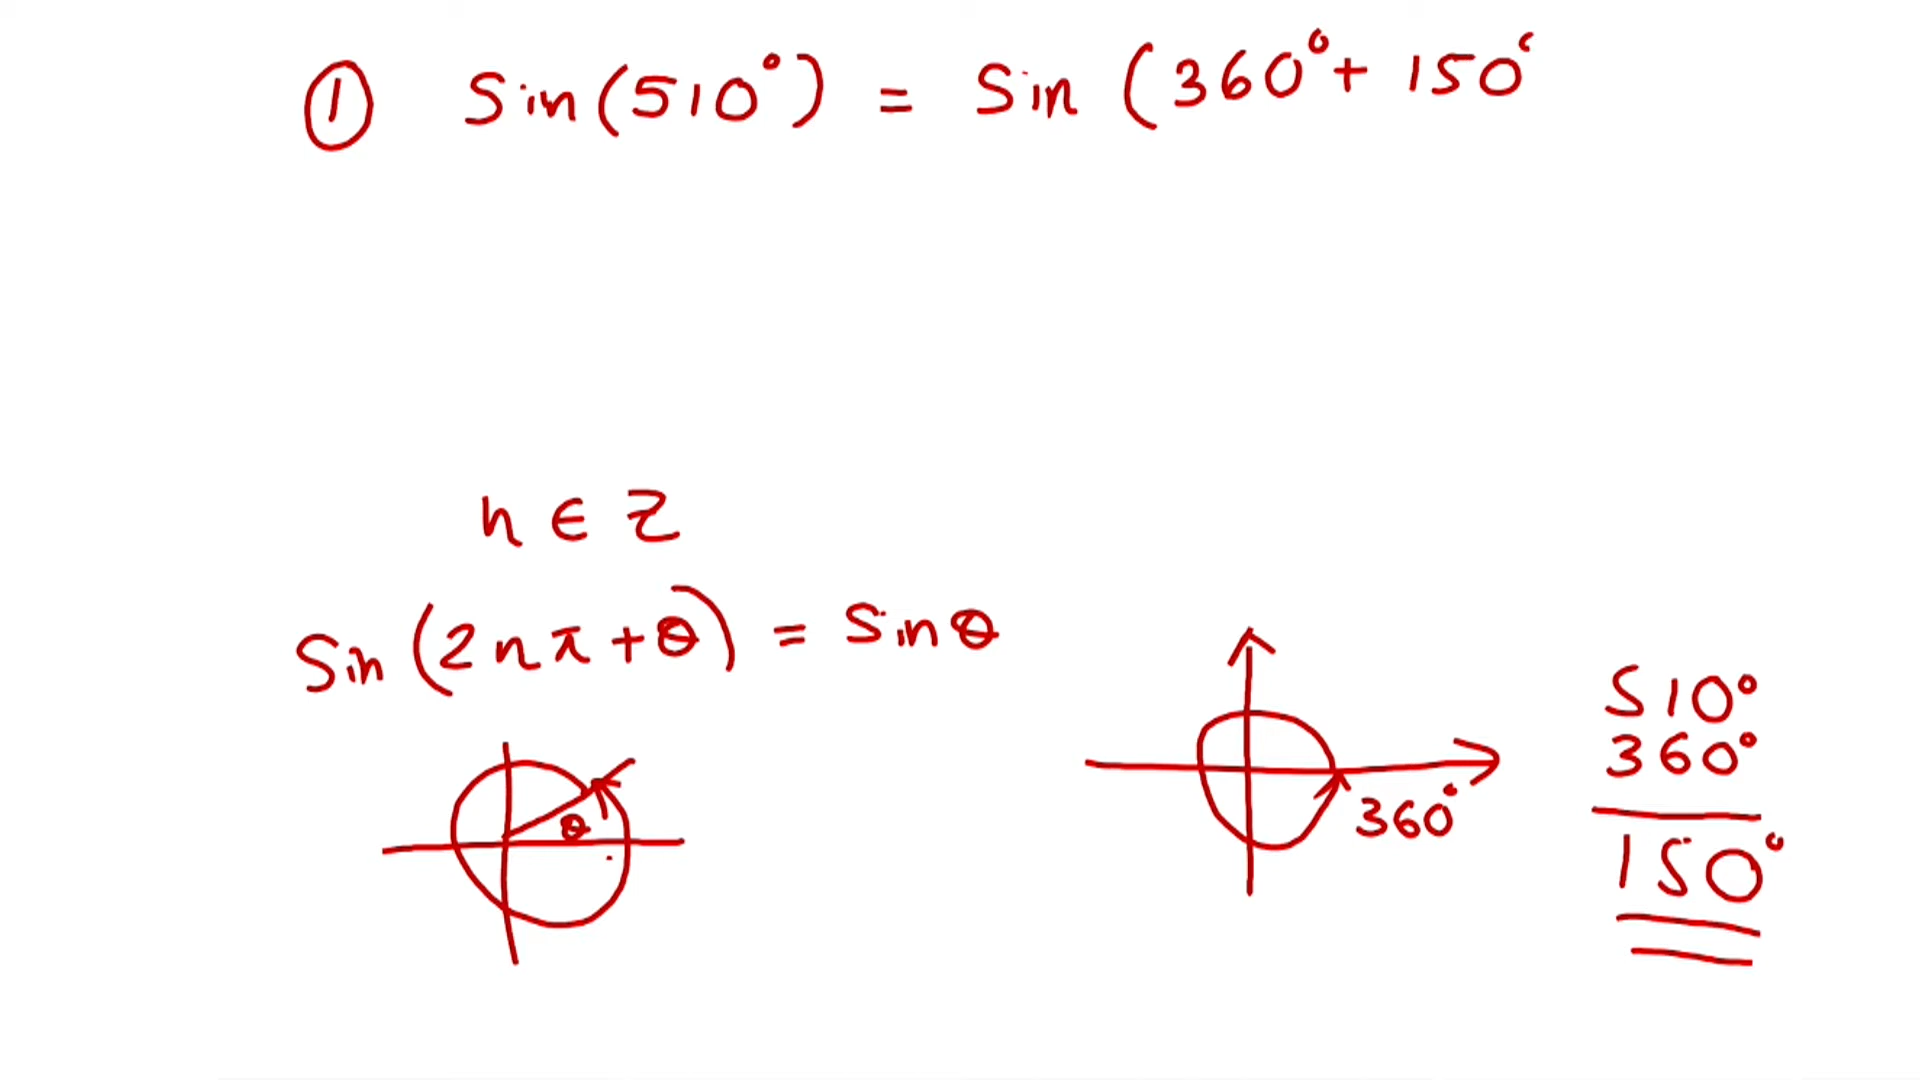 ① Sin(510°) = Sin (360° + 150°
n ∈ Z
Sin (2nπ + θ) = Sinθ
θ
360°
510°
360°
150°